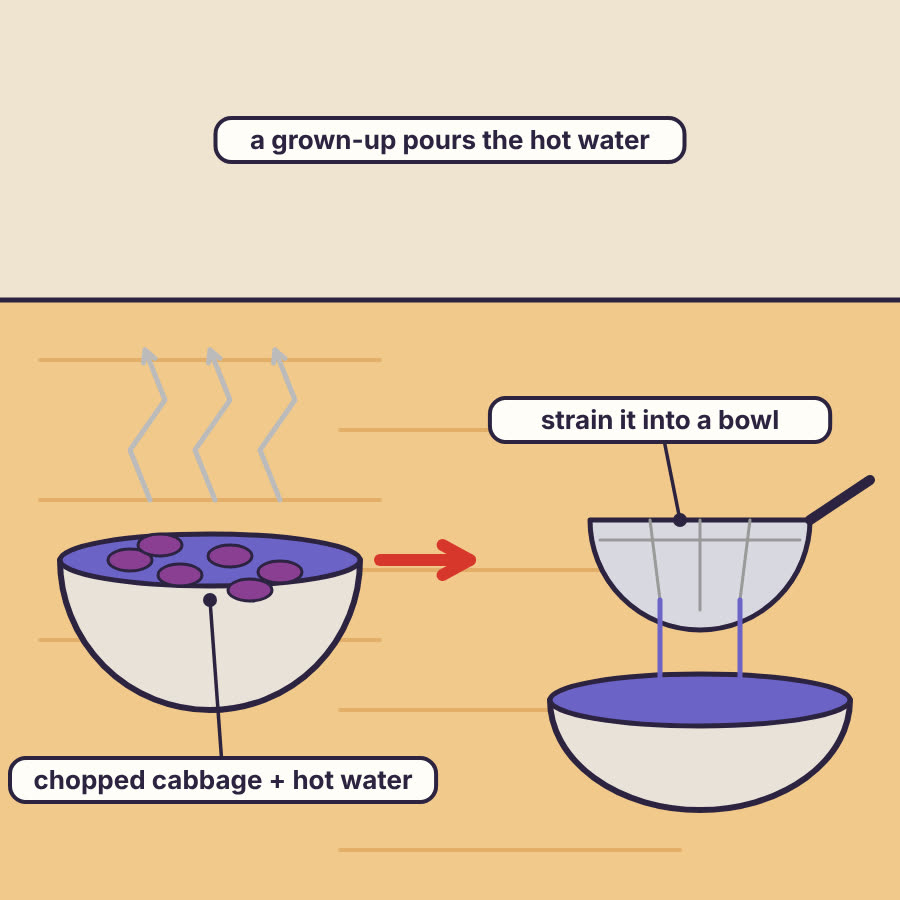 a grown-up pours the hot water
strain it into a bowl
chopped cabbage + hot water